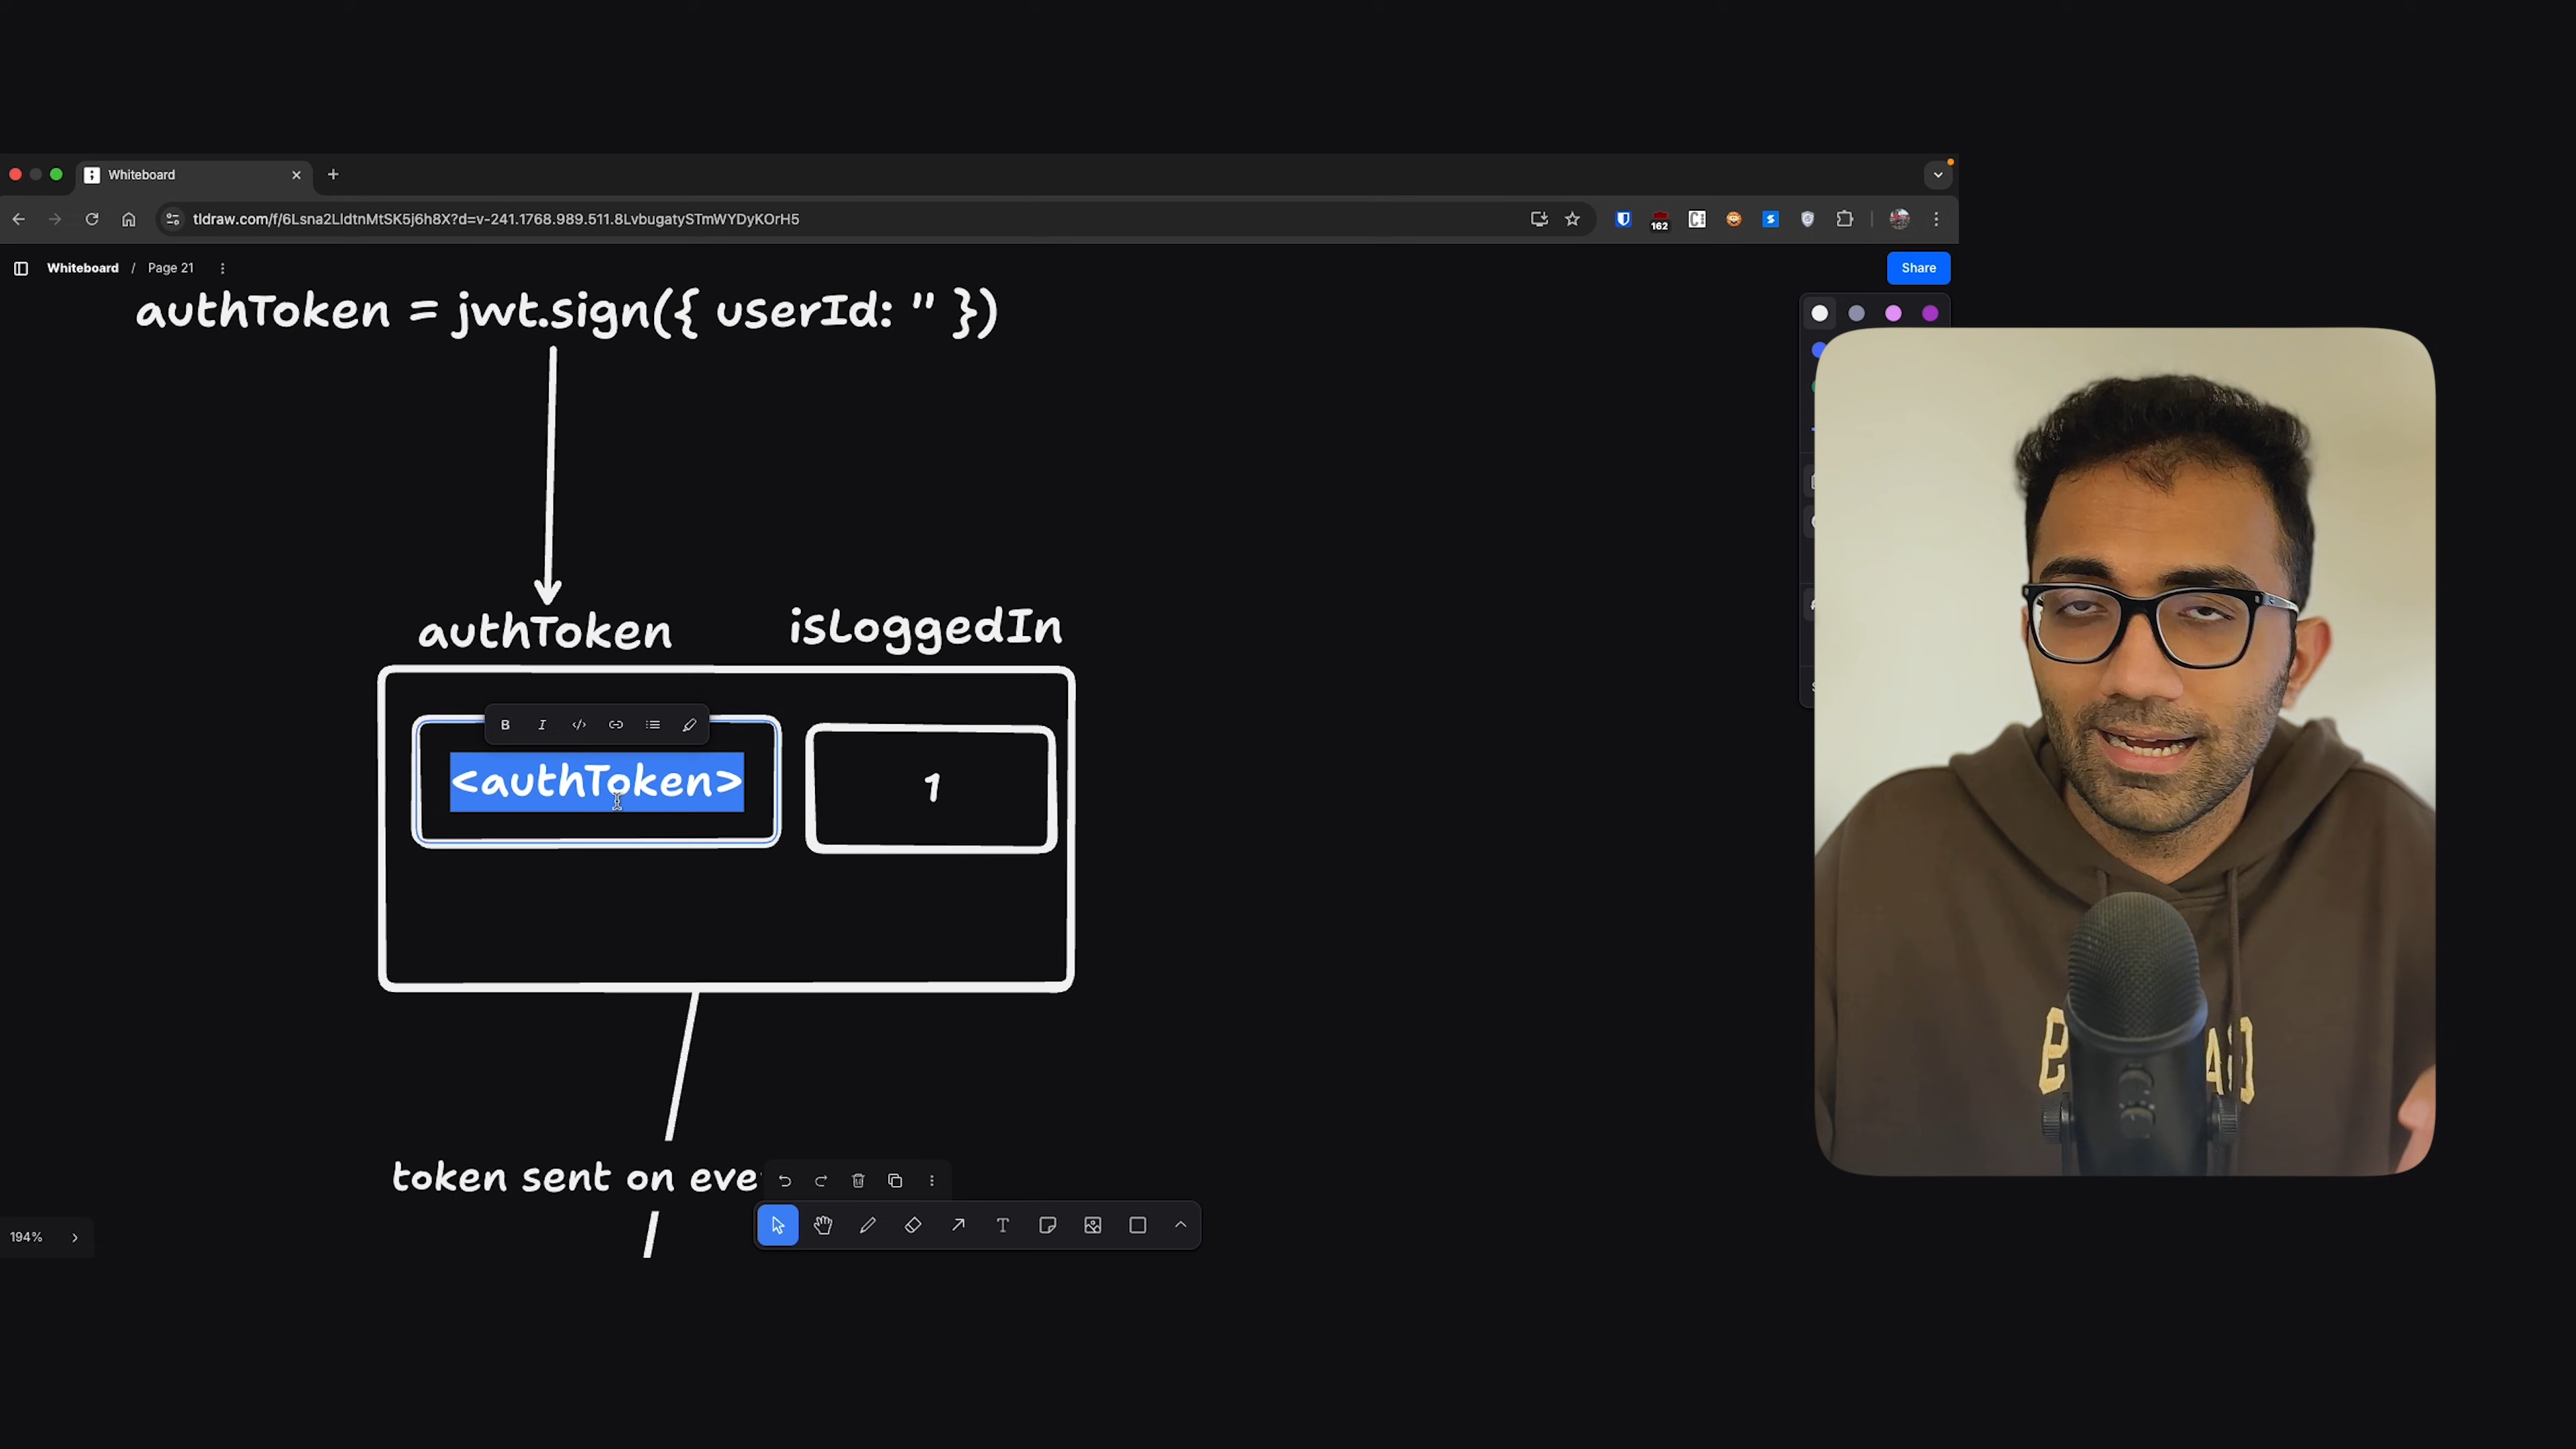 Whiteboard
tldraw.com/f/6Lsna2LldtnMtSK5j6h8X?d=v-241.1768.989.511.8LvbugatySTmWYDyKOrH5
162
Whiteboard / Page 21
Share
authToken = jwt.sign({ userId: '' })
authToken
isLoggedIn
B I </>
<authToken>
1
token sent on eve
194%